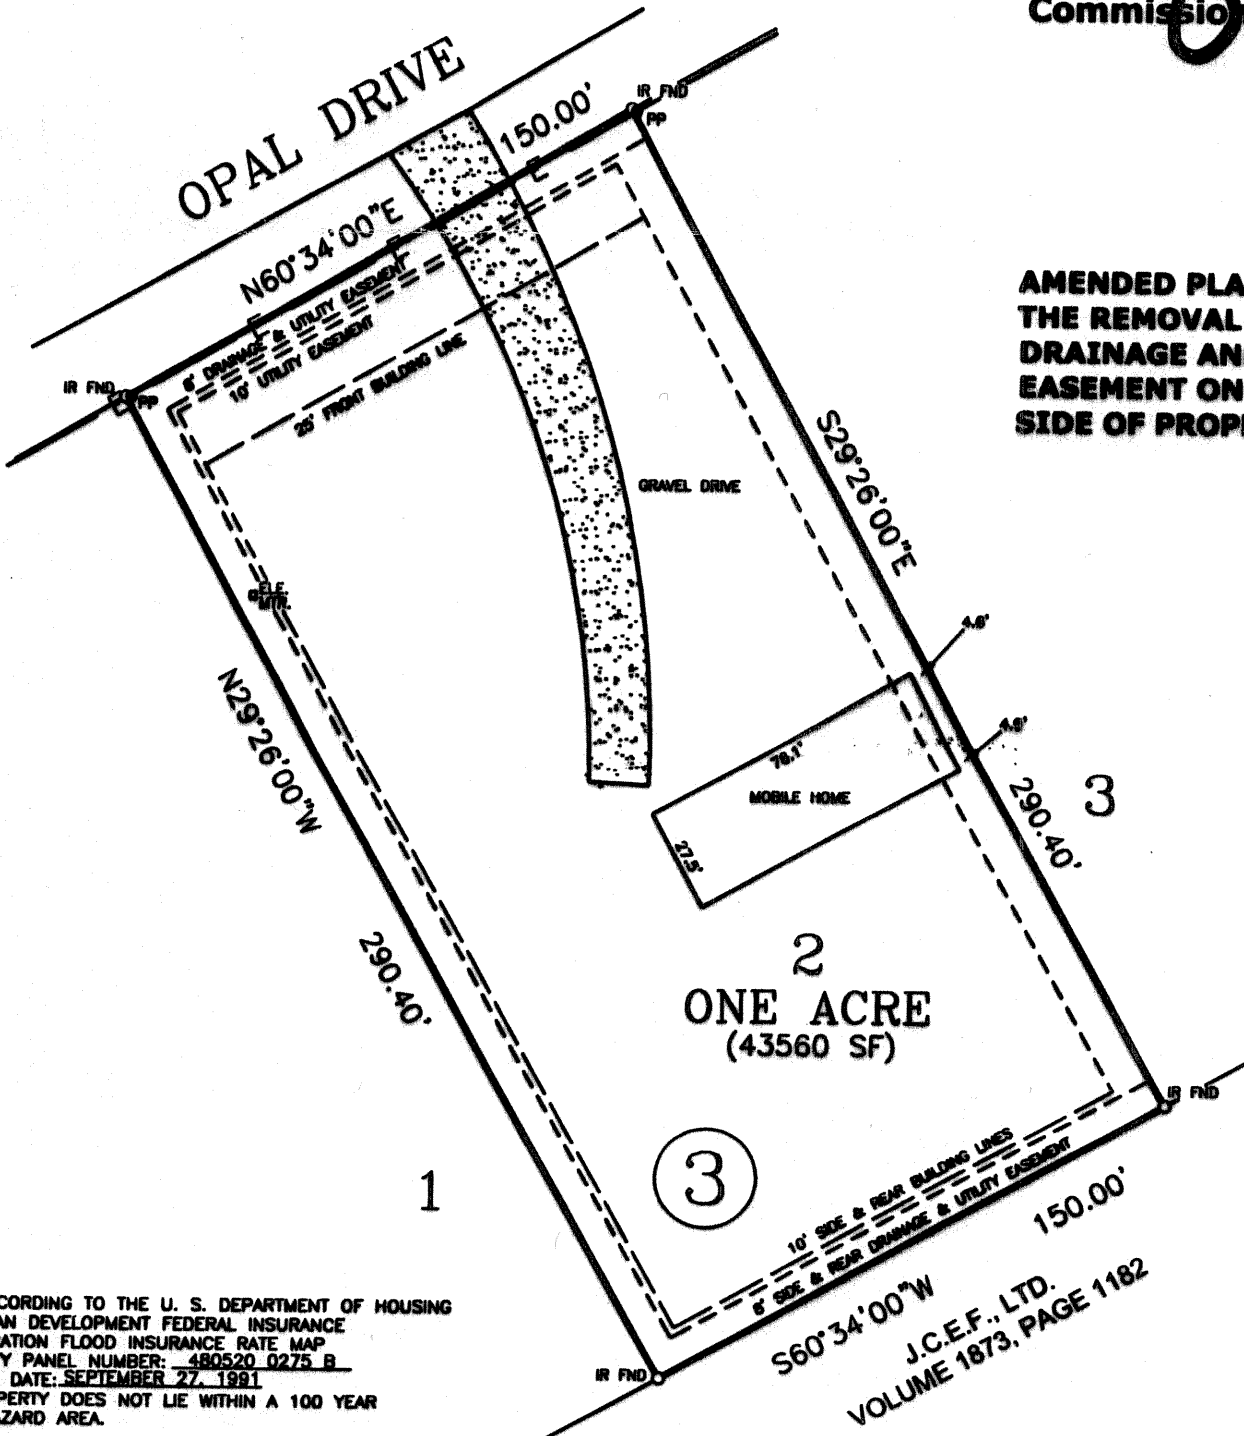 OPAL DRIVE
150.00'
IR FND
PP
N60°34'00"E
8' DRAINAGE & UTILITY EASEMENT
10' UTILITY EASEMENT
25' FRONT BUILDING LINE
IR FND
PP
AMENDED PLA
THE REMOVAL
DRAINAGE AN
EASEMENT ON
SIDE OF PROP
GRAVEL DRIVE
S29°26'00"E
ELE.
MTR.
4.6'
N29°26'00"W
4.6'
76.1'
MOBILE HOME
27.5'
290.40'
3
290.40'
2
ONE ACRE
(43560 SF)
IR FND
3
1
10' SIDE & REAR BUILDING LINES
8' SIDE & REAR DRAINAGE & UTILITY EASEMENT
150.00'
S60°34'00"W
J.C.E.F., LTD.
VOLUME 1873, PAGE 1182
IR FND
CORDING TO THE U. S. DEPARTMENT OF HOUSING
AN DEVELOPMENT FEDERAL INSURANCE
ATION FLOOD INSURANCE RATE MAP
Y PANEL NUMBER: 480520 0275 B
DATE: SEPTEMBER 27, 1991
PERTY DOES NOT LIE WITHIN A 100 YEAR
AZARD AREA.